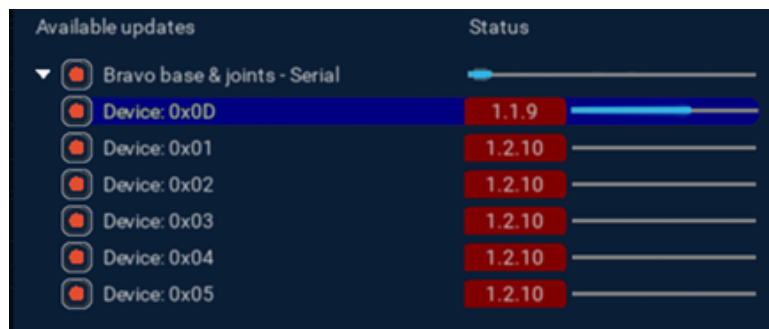 Available updates Status
Bravo base & joints - Serial
Device: 0x0D 1.1.9
Device: 0x01 1.2.10
Device: 0x02 1.2.10
Device: 0x03 1.2.10
Device: 0x04 1.2.10
Device: 0x05 1.2.10